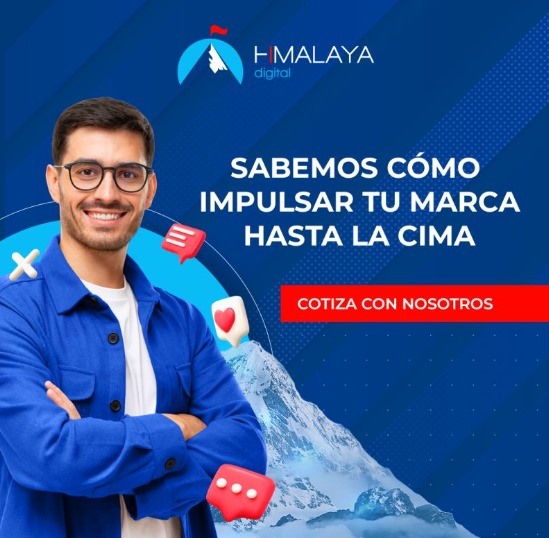 HIMALAYA
digital
SABEMOS CÓMO
IMPULSAR TU MARCA
HASTA LA CIMA
COTIZA CON NOSOTROS